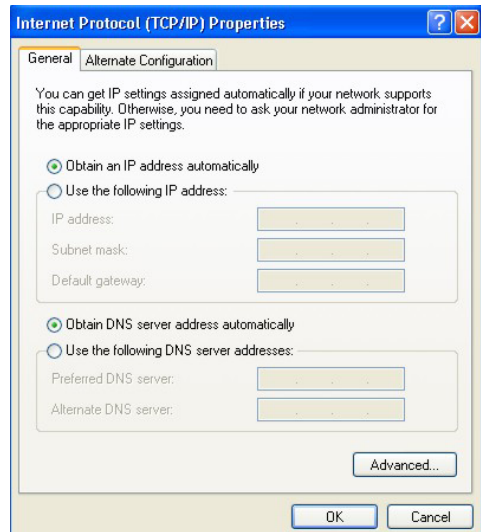 Internet Protocol (TCP/IP) Properties
General
Alternate Configuration
You can get IP settings assigned automatically if your network supports
this capability. Otherwise, you need to ask your network administrator for
the appropriate IP settings.
Obtain an IP address automatically
Use the following IP address:
IP address:
Subnet mask:
Default gateway:
Obtain DNS server address automatically
Use the following DNS server addresses:
Preferred DNS server:
Alternate DNS server:
Advanced...
OK
Cancel